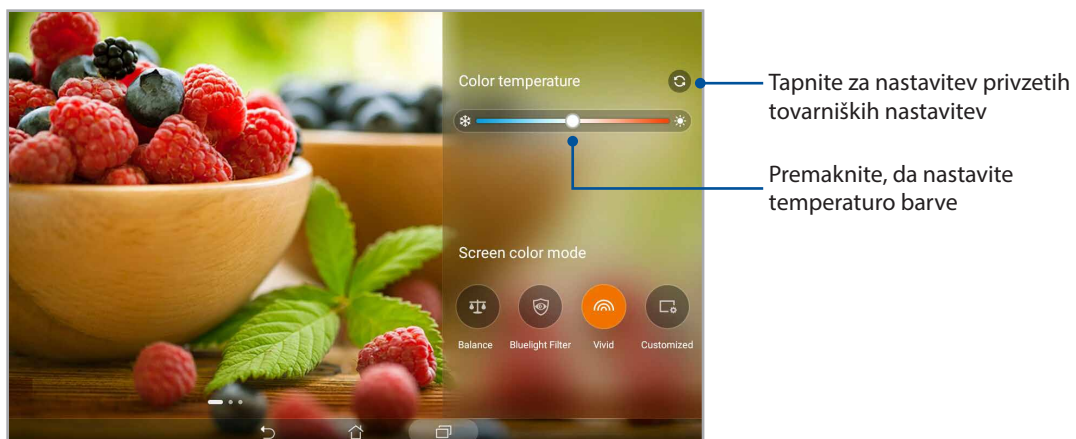 Color temperature
Tapnite za nastavitev privzetih
tovarniških nastavitev
Premaknite, da nastavite
temperaturo barve
Screen color mode
Balance
Bluelight Filter
Vivid
Customized